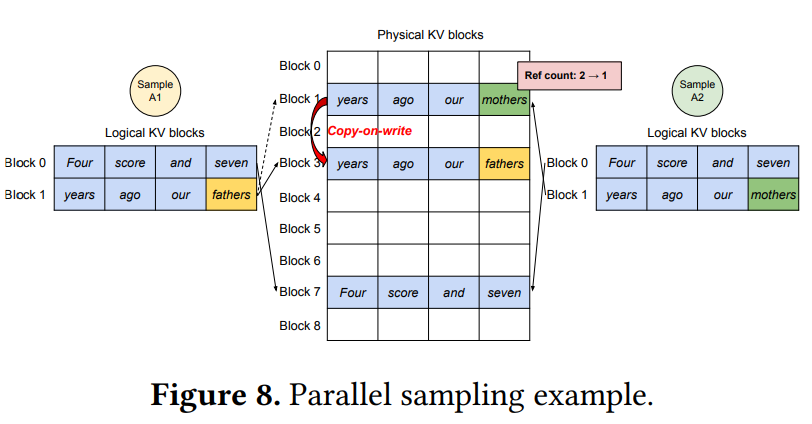 Physical KV blocks
Block 0
Ref count: 2 → 1
Sample
A1
Sample
A2
Block 1 years ago our mothers
Logical KV blocks
Block 2 Copy-on-write
Logical KV blocks
Block 0 Four score and seven
Block 3 years ago our fathers
Block 0 Four score and seven
Block 1 years ago our fathers
Block 4
Block 1 years ago our mothers
Block 5
Block 6
Block 7 Four score and seven
Block 8
Figure 8. Parallel sampling example.